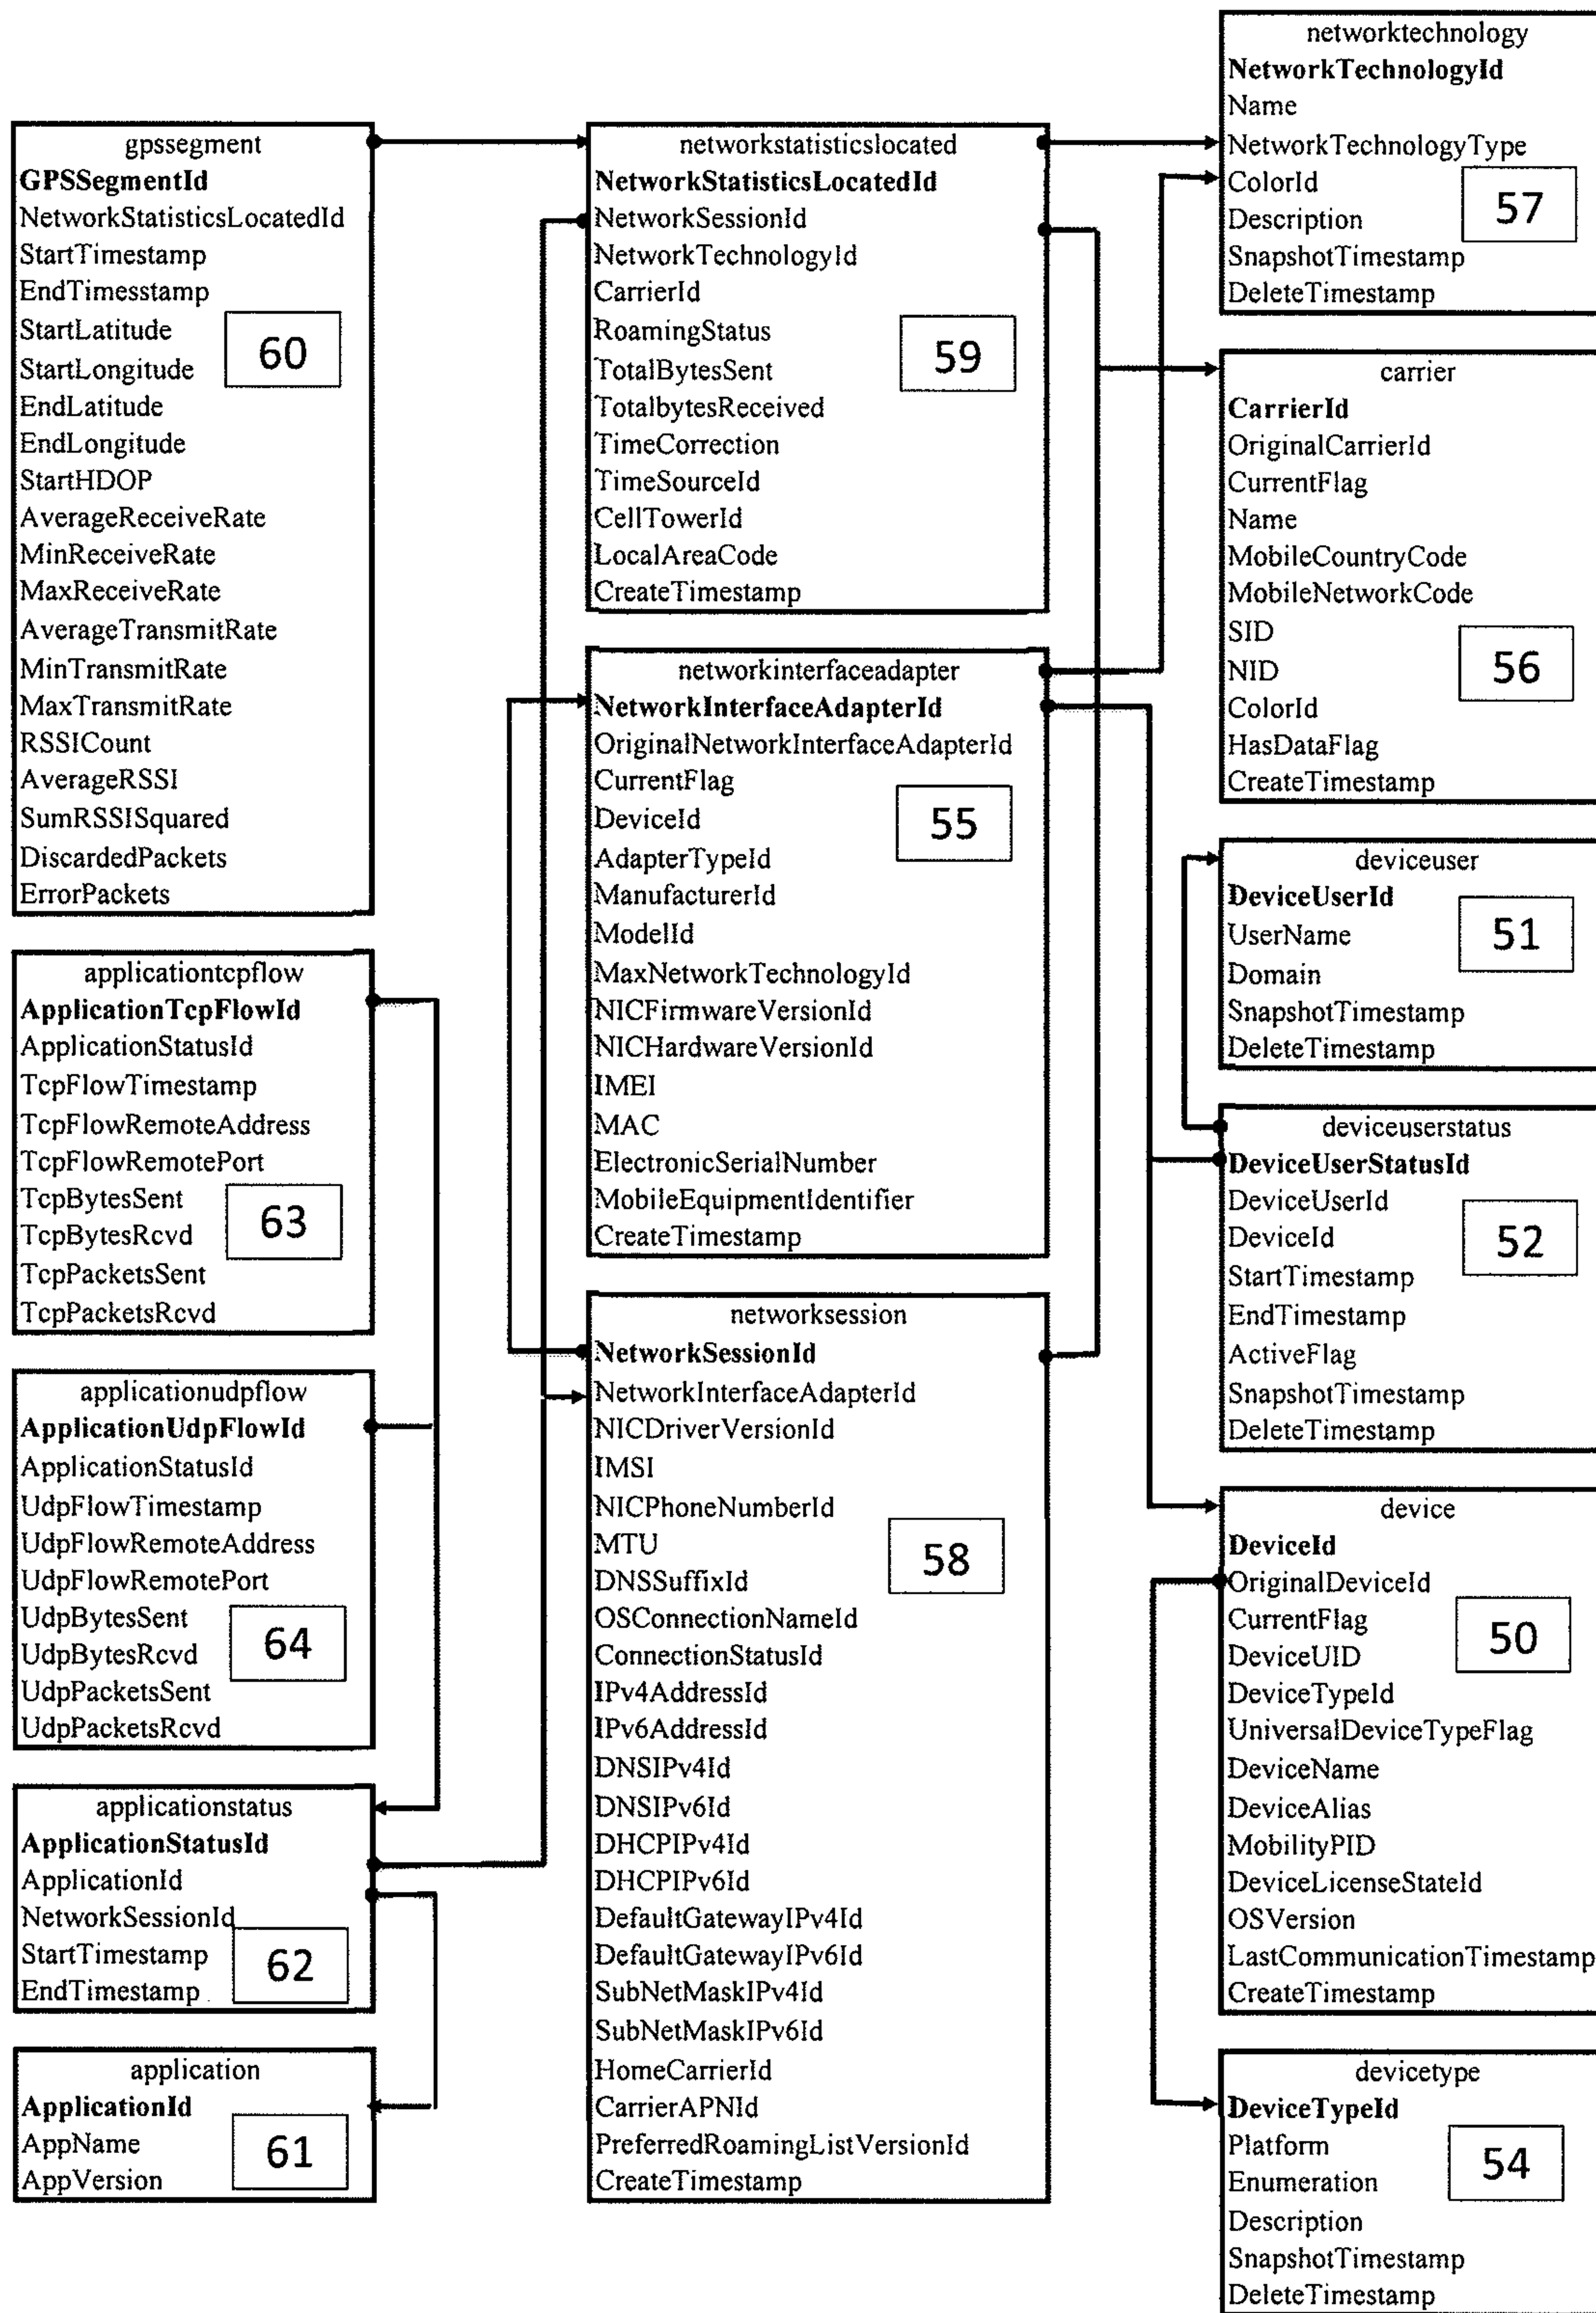 gpssegment
GPSSegmentId
NetworkStatisticsLocatedId
StartTimestamp
EndTimesstamp
StartLatitude
StartLongitude
EndLatitude
EndLongitude
StartHDOP
AverageReceiveRate
MinReceiveRate
MaxReceiveRate
AverageTransmitRate
MinTransmitRate
MaxTransmitRate
RSSICount
AverageRSSI
SumRSSISquared
DiscardedPackets
ErrorPackets
60
applicationtcpflow
ApplicationTcpFlowId
ApplicationStatusId
TcpFlowTimestamp
TcpFlowRemoteAddress
TcpFlowRemotePort
TcpBytesSent
TcpBytesRcvd
TcpPacketsSent
TcpPacketsRcvd
63
applicationudpflow
ApplicationUdpFlowId
ApplicationStatusId
UdpFlowTimestamp
UdpFlowRemoteAddress
UdpFlowRemotePort
UdpBytesSent
UdpBytesRcvd
UdpPacketsSent
UdpPacketsRcvd
64
applicationstatus
ApplicationStatusId
ApplicationId
NetworkSessionId
StartTimestamp
EndTimestamp
62
application
ApplicationId
AppName
AppVersion
61
networkstatisticslocated
NetworkStatisticsLocatedId
NetworkSessionId
NetworkTechnologyId
CarrierId
RoamingStatus
TotalBytesSent
TotalbytesReceived
TimeCorrection
TimeSourceId
CellTowerId
LocalAreaCode
CreateTimestamp
59
networkinterfaceadapter
NetworkInterfaceAdapterId
OriginalNetworkInterfaceAdapterId
CurrentFlag
DeviceId
AdapterTypeId
ManufacturerId
ModelId
MaxNetworkTechnologyId
NICFirmwareVersionId
NICHardwareVersionId
IMEI
MAC
ElectronicSerialNumber
MobileEquipmentIdentifier
CreateTimestamp
55
networksession
NetworkSessionId
NetworkInterfaceAdapterId
NICDriverVersionId
IMSI
NICPhoneNumberId
MTU
DNSSuffixId
OSConnectionNameId
ConnectionStatusId
IPv4AddressId
IPv6AddressId
DNSIPv4Id
DNSIPv6Id
DHCPIPv4Id
DHCPIPv6Id
DefaultGatewayIPv4Id
DefaultGatewayIPv6Id
SubNetMaskIPv4Id
SubNetMaskIPv6Id
HomeCarrierId
CarrierAPNId
PreferredRoamingListVersionId
CreateTimestamp
58
networktechnology
NetworkTechnologyId
Name
NetworkTechnologyType
ColorId
Description
SnapshotTimestamp
DeleteTimestamp
57
carrier
CarrierId
OriginalCarrierId
CurrentFlag
Name
MobileCountryCode
MobileNetworkCode
SID
NID
ColorId
HasDataFlag
CreateTimestamp
56
deviceuser
DeviceUserId
UserName
Domain
SnapshotTimestamp
DeleteTimestamp
51
deviceuserstatus
DeviceUserStatusId
DeviceUserId
DeviceId
StartTimestamp
EndTimestamp
ActiveFlag
SnapshotTimestamp
DeleteTimestamp
52
device
DeviceId
OriginalDeviceId
CurrentFlag
DeviceUID
DeviceTypeId
UniversalDeviceTypeFlag
DeviceName
DeviceAlias
MobilityPID
DeviceLicenseStateId
OSVersion
LastCommunicationTimestamp
CreateTimestamp
50
devicetype
DeviceTypeId
Platform
Enumeration
Description
SnapshotTimestamp
DeleteTimestamp
54